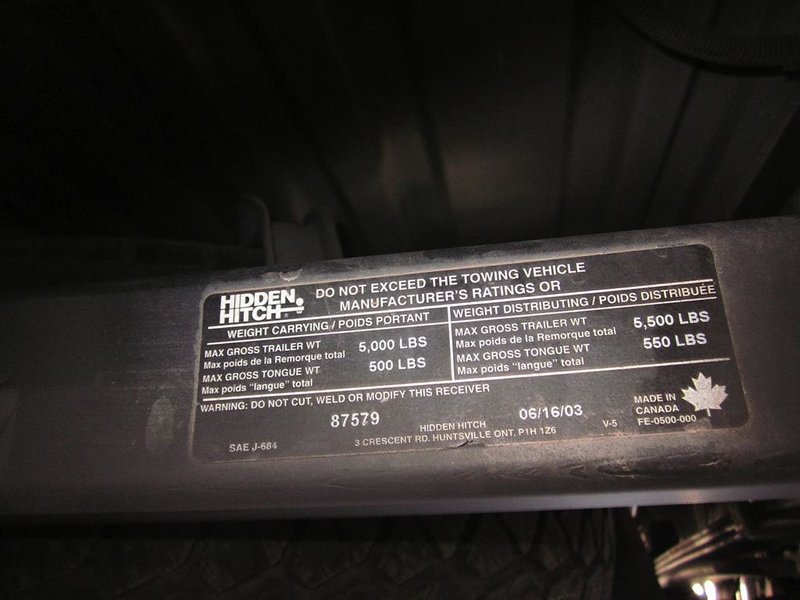 HIDDEN HITCH®
DO NOT EXCEED THE TOWING VEHICLE
MANUFACTURER'S RATINGS OR
WEIGHT CARRYING / POIDS PORTANT
MAX GROSS TRAILER WT
Max poids de la Remorque total
5,000 LBS
MAX GROSS TONGUE WT
Max poids "langue" total
500 LBS
WEIGHT DISTRIBUTING / POIDS DISTRIBUÉE
MAX GROSS TRAILER WT
Max poids de la Remorque total
5,500 LBS
MAX GROSS TONGUE WT
Max poids "langue" total
550 LBS
WARNING: DO NOT CUT, WELD OR MODIFY THIS RECEIVER
87579
06/16/03
MADE IN
CANADA
SAE J-684
HIDDEN HITCH
3 CRESCENT RD. HUNTSVILLE ONT. P1H 1Z6
V-5
FE-0500-000